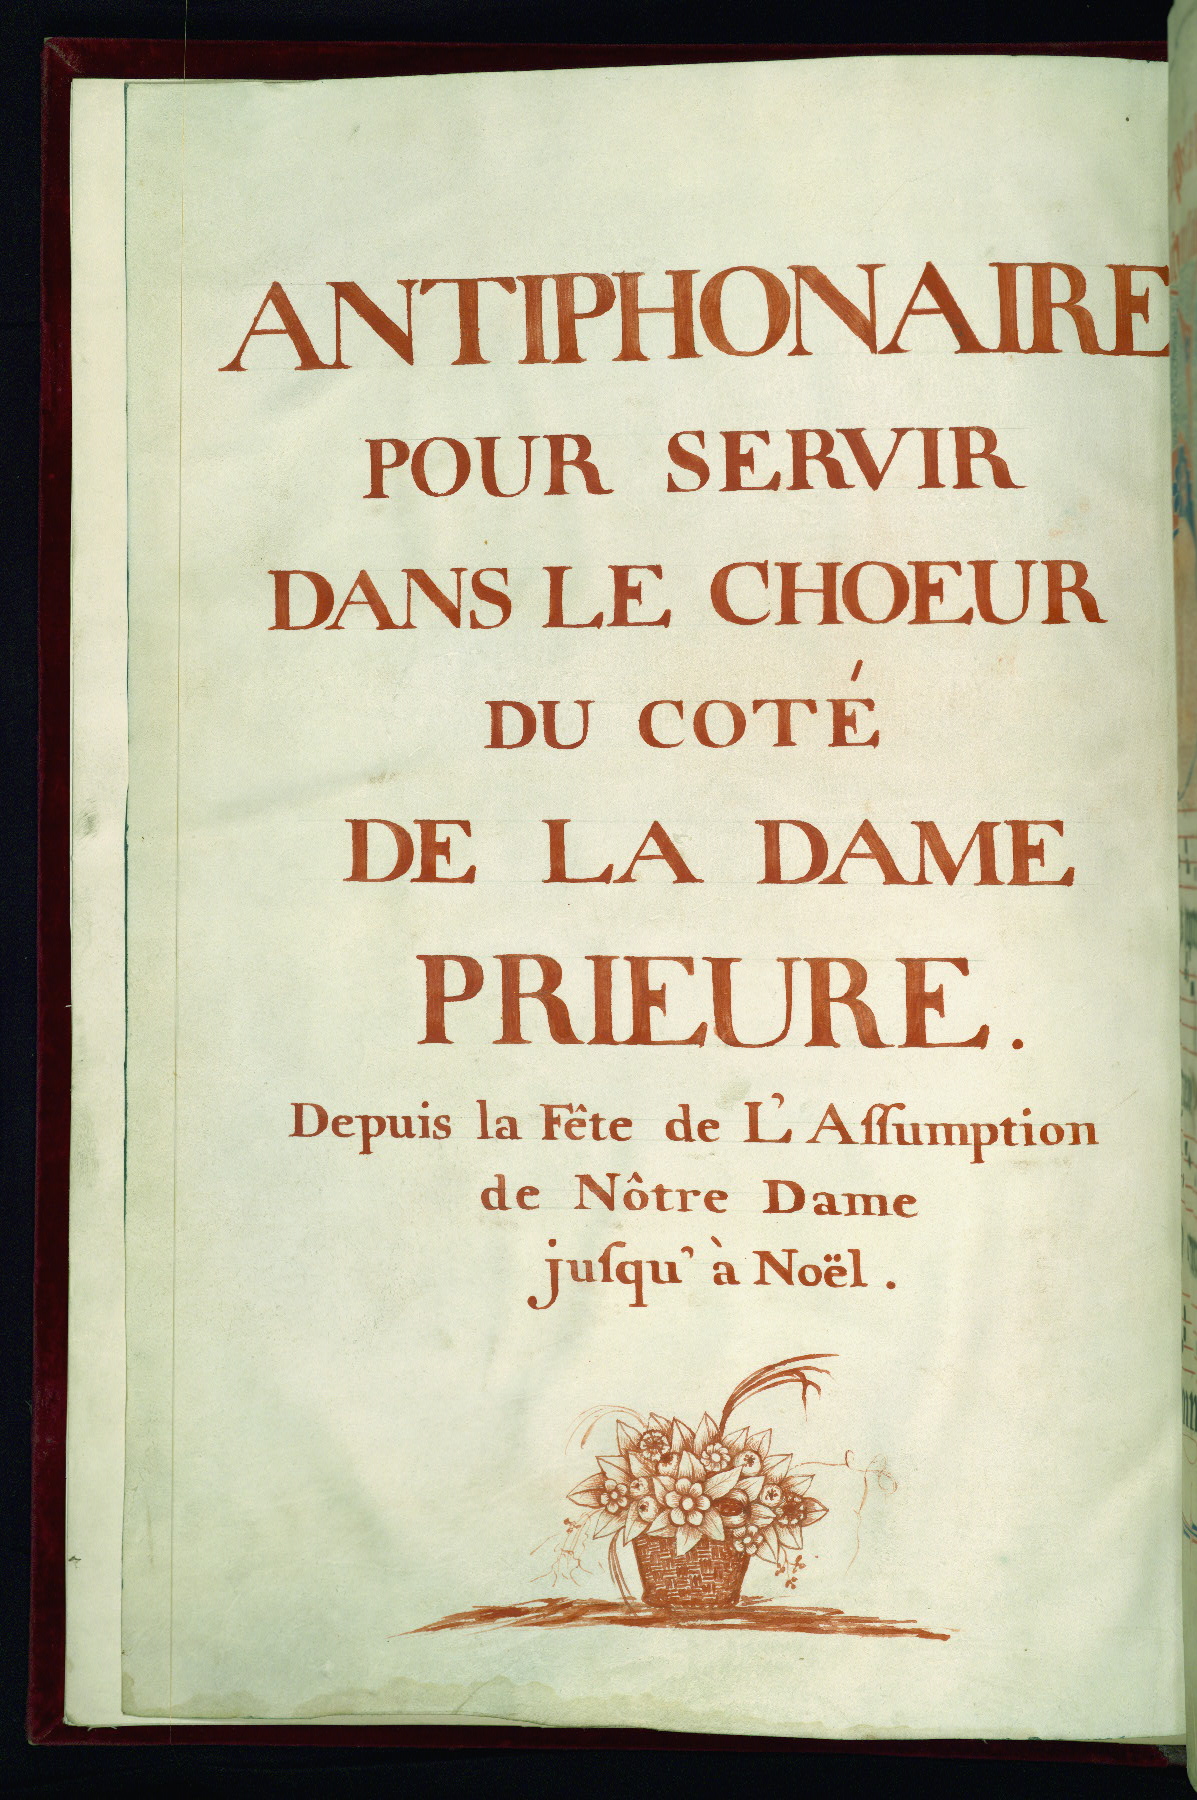 ANTIPHONAIRE
POUR SERVIR
DANS LE CHOEUR
DU COTÉ
DE LA DAME
PRIEURE.
Depuis la Fête de L'Aſſumption
de Nôtre Dame
juſqu'à Noël.